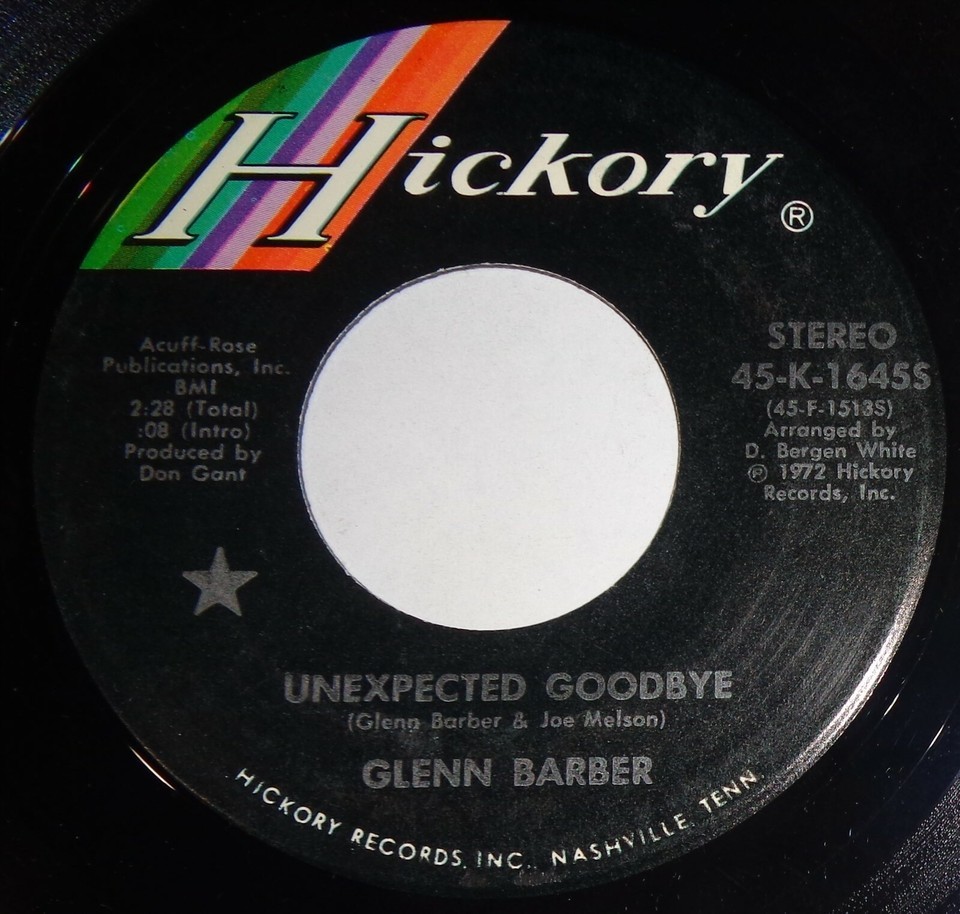 Hickory ®
Acuff-Rose
Publications, Inc.
BMI
2:28 (Total)
:08 (Intro)
Produced by
Don Gant
STEREO
45-K-1645S
(45-F-1513S)
Arranged by
D. Bergen White
℗ 1972 Hickory
Records, Inc.
UNEXPECTED GOODBYE
(Glenn Barber & Joe Melson)
GLENN BARBER
HICKORY RECORDS, INC., NASHVILLE, TENN